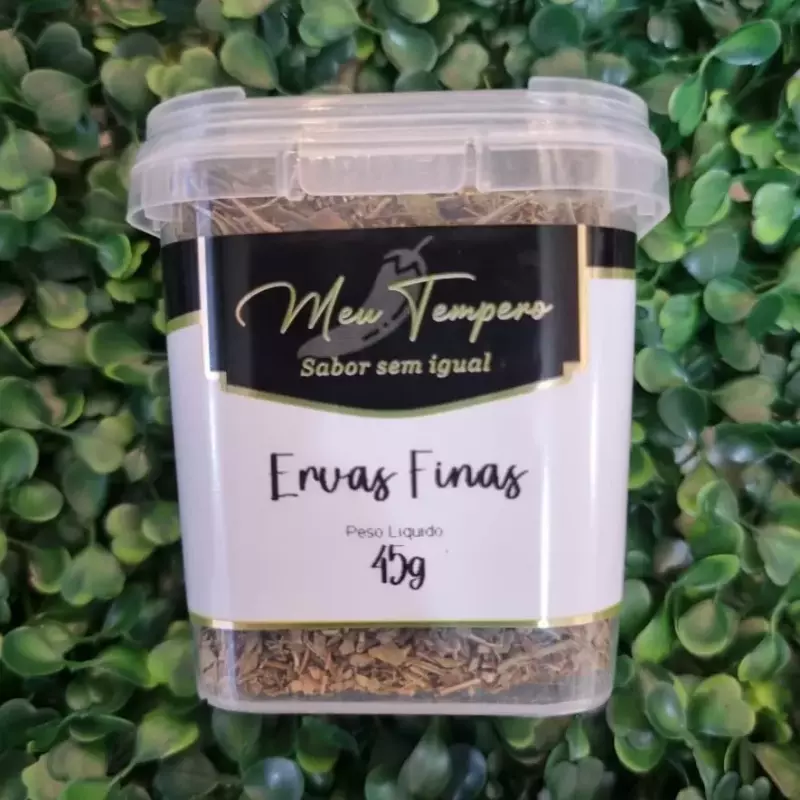 Meu Tempero
Sabor sem igual
Ervas Finas
Peso Líquido
45g